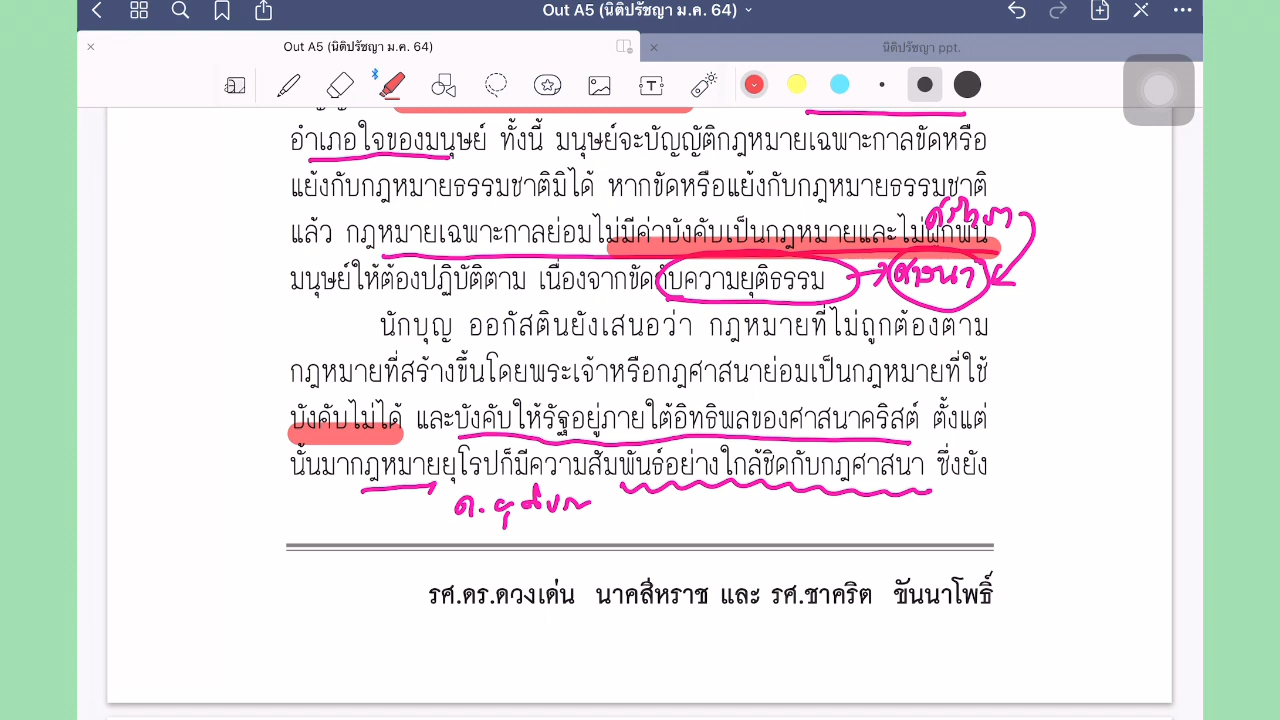 Out A5 (นิติปรัชญา ม.ค. 64)
Out A5 (นิติปรัชญา ม.ค. 64)
นิติปรัชญา ppt.
อำเภอใจของมนุษย์ ทั้งนี้ มนุษย์จะบัญญัติกฎหมายเฉพาะกาลขัดหรือ
แย้งกับกฎหมายธรรมชาติมิได้ หากขัดหรือแย้งกับกฎหมายธรรมชาติ
แล้ว กฎหมายเฉพาะกาลย่อมไม่มีค่าบังคับเป็นกฎหมายและไม่ผูกพัน
มนุษย์ให้ต้องปฏิบัติตาม เนื่องจากขัดกับความยุติธรรม
ศาสนา
นักบุญ ออกัสตินยังเสนอว่า กฎหมายที่ไม่ถูกต้องตาม
กฎหมายที่สร้างขึ้นโดยพระเจ้าหรือกฎศาสนาย่อมเป็นกฎหมายที่ใช้
บังคับไม่ได้ และบังคับให้รัฐอยู่ภายใต้อิทธิพลของศาสนาคริสต์ ตั้งแต่
นั้นมากฎหมายยุโรปก็มีความสัมพันธ์อย่างใกล้ชิดกับกฎศาสนา ซึ่งยัง
รศ.ดร.ดวงเด่น นาคสีหราช และ รศ.ชาคริต ขันนาโพธิ์